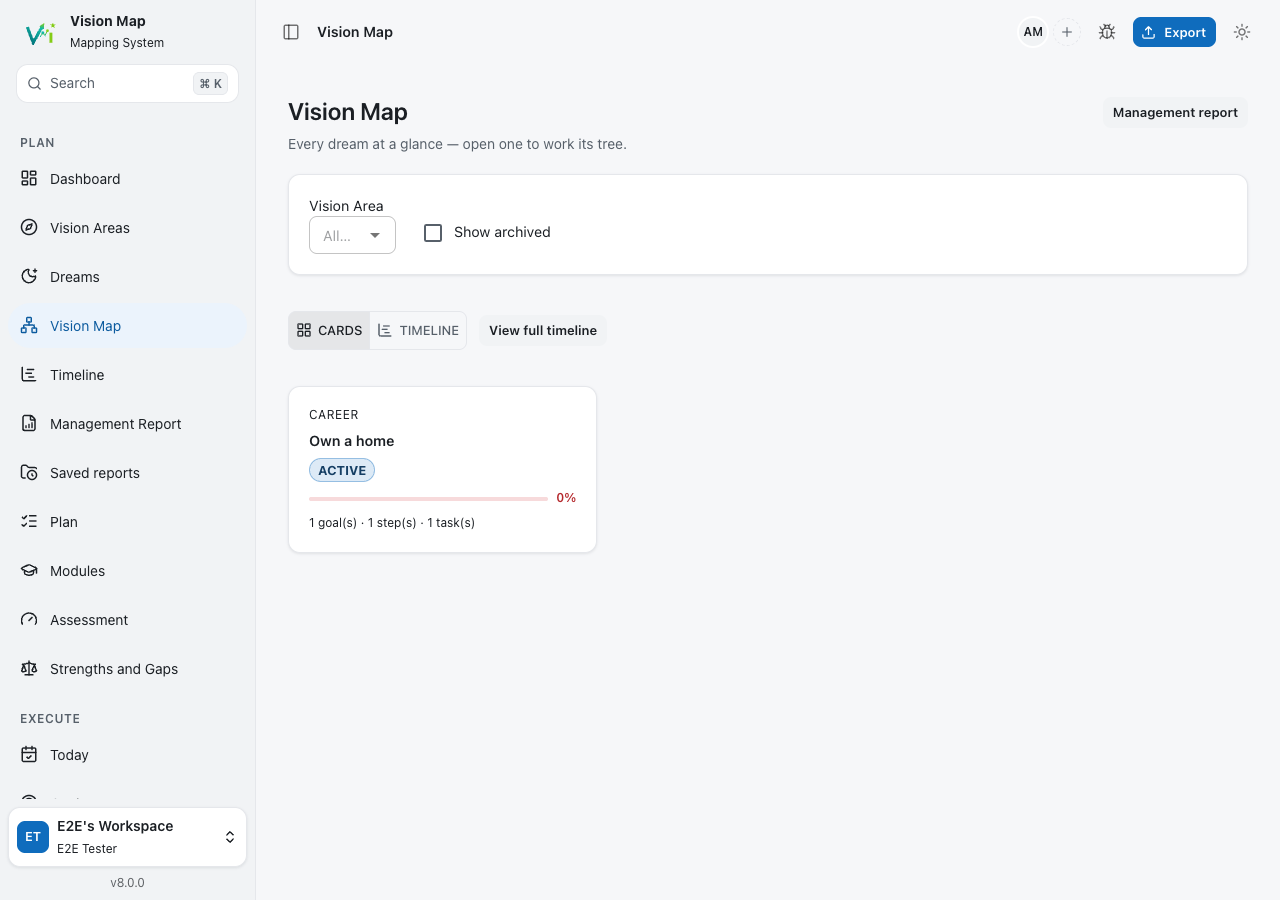 Vision Map
Mapping System
Search
⌘ K
PLAN
Dashboard
Vision Areas
Dreams
Vision Map
Timeline
Management Report
Saved reports
Plan
Modules
Assessment
Strengths and Gaps
EXECUTE
Today
ET
E2E's Workspace
E2E Tester
v8.0.0
Vision Map
AM
Export
Vision Map
Management report
Every dream at a glance — open one to work its tree.
Vision Area
All…
Show archived
CARDS
TIMELINE
View full timeline
CAREER
Own a home
ACTIVE
0%
1 goal(s) · 1 step(s) · 1 task(s)